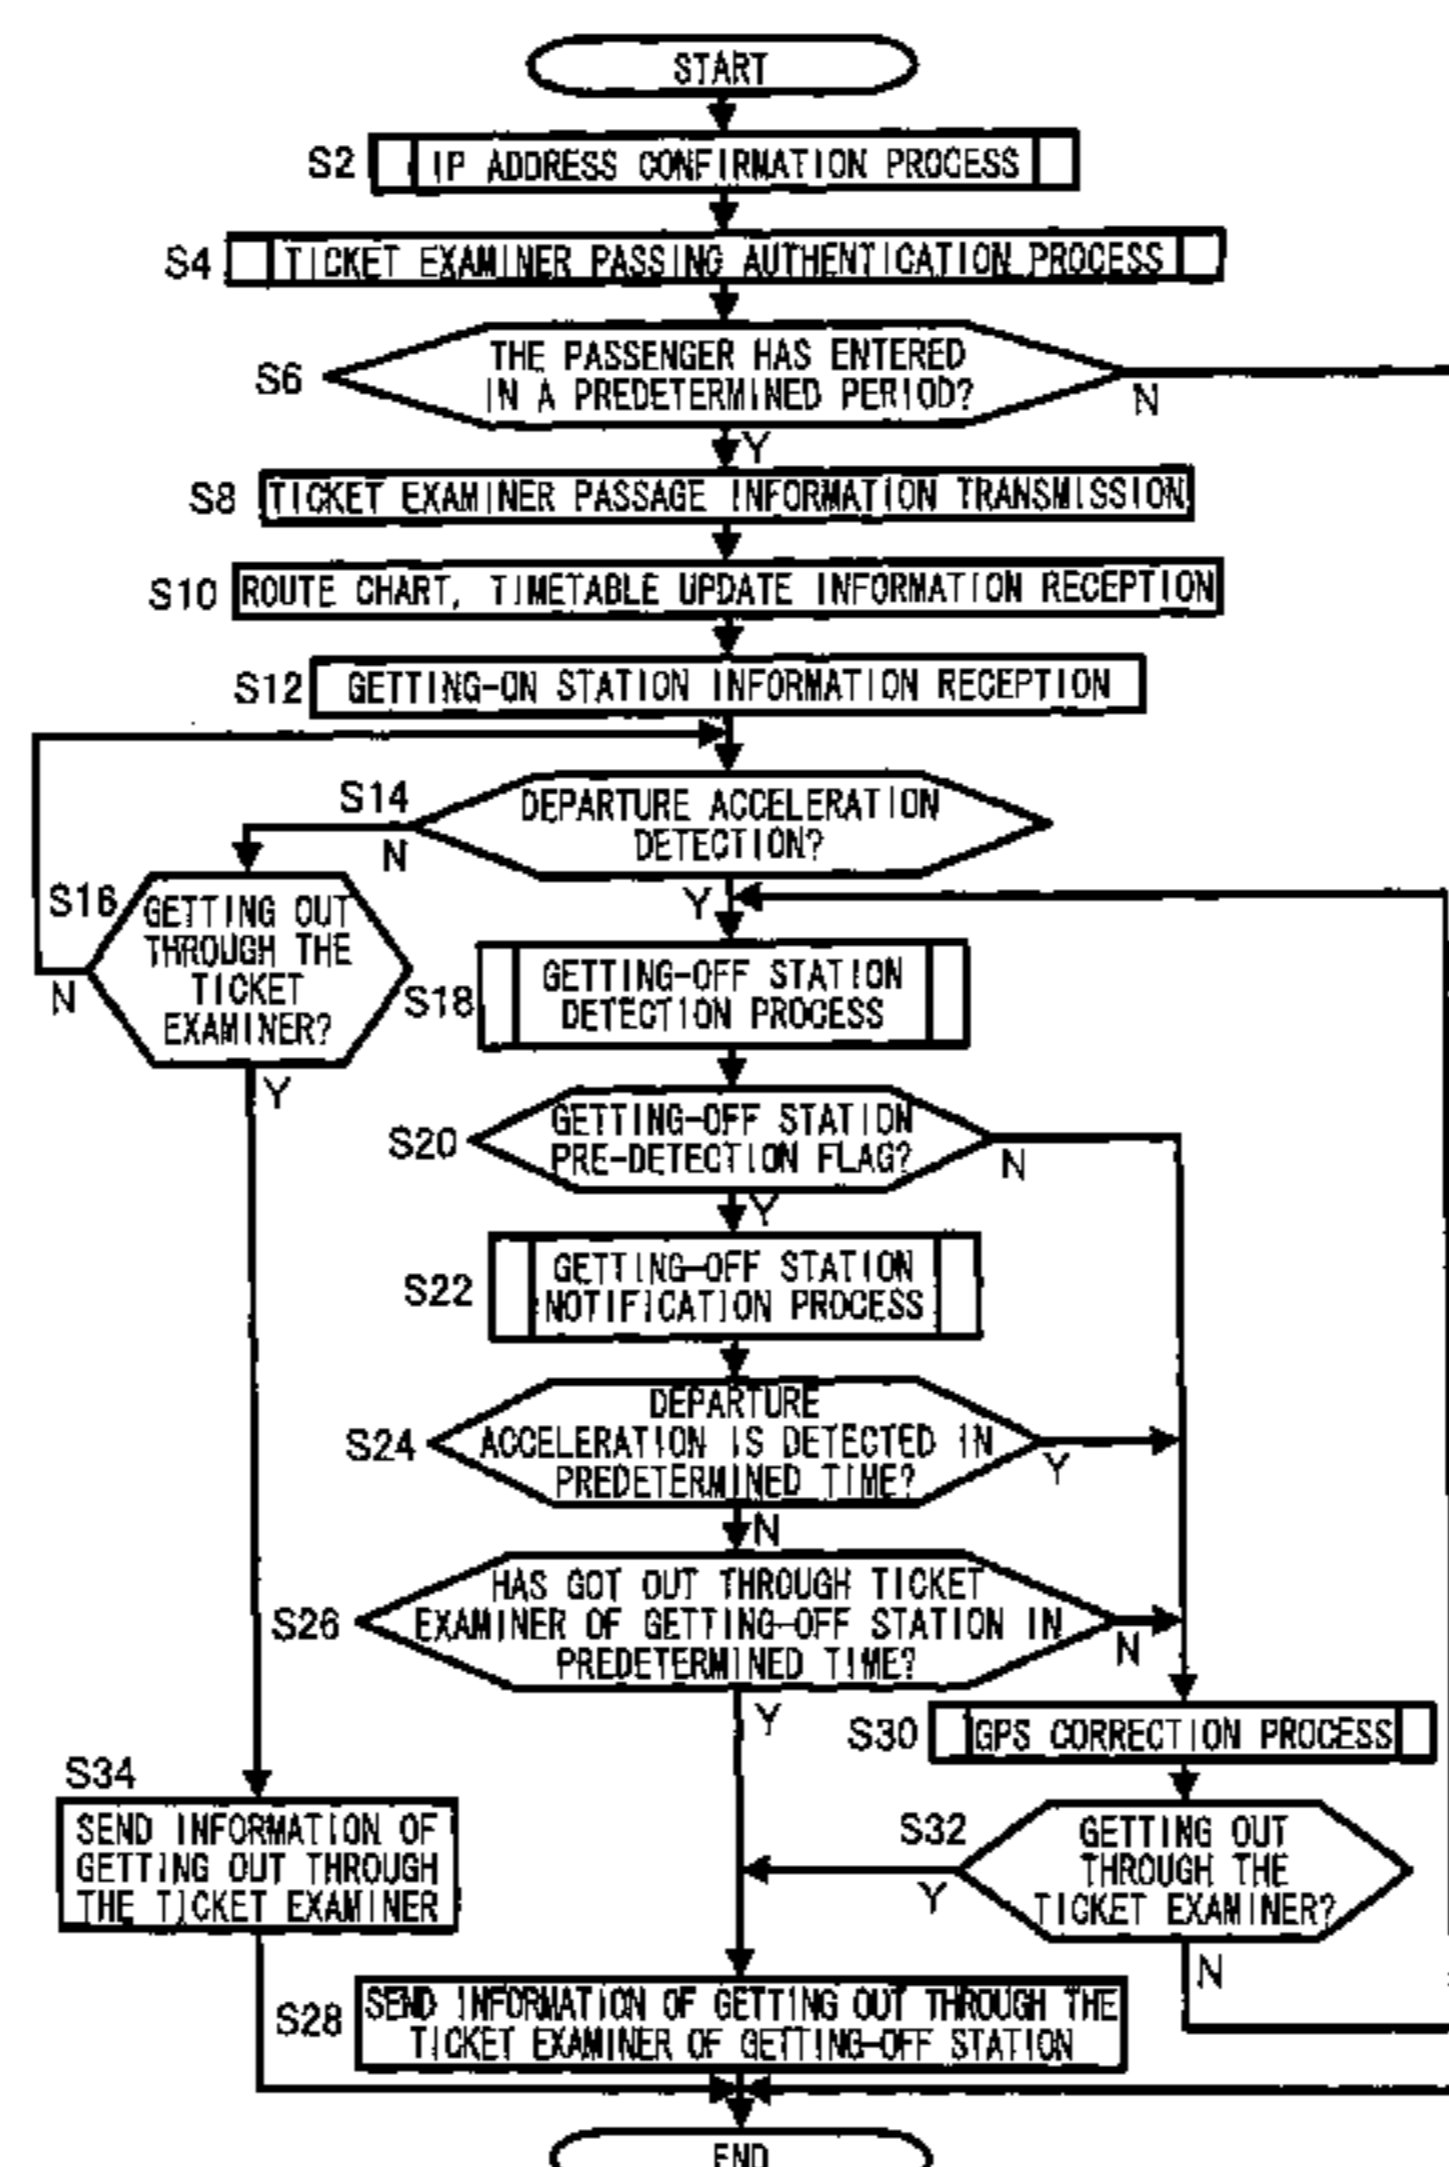 START
S2
IP ADDRESS CONFIRMATION PROCESS
S4
TICKET EXAMINER PASSING AUTHENTICATION PROCESS
S6
THE PASSENGER HAS ENTERED
IN A PREDETERMINED PERIOD?
N
Y
S8
TICKET EXAMINER PASSAGE INFORMATION TRANSMISSION
S10
ROUTE CHART, TIMETABLE UPDATE INFORMATION RECEPTION
S12
GETTING-ON STATION INFORMATION RECEPTION
S14
DEPARTURE ACCELERATION
DETECTION?
N
Y
S16
GETTING OUT
THROUGH THE
TICKET
EXAMINER?
N
Y
S18
GETTING-OFF STATION
DETECTION PROCESS
S20
GETTING-OFF STATION
PRE-DETECTION FLAG?
N
Y
S22
GETTING-OFF STATION
NOTIFICATION PROCESS
S24
DEPARTURE
ACCELERATION IS DETECTED IN
PREDETERMINED TIME?
Y
N
S26
HAS GOT OUT THROUGH TICKET
EXAMINER OF GETTING-OFF STATION IN
PREDETERMINED TIME?
N
Y
S30
GPS CORRECTION PROCESS
S34
SEND INFORMATION OF
GETTING OUT THROUGH
THE TICKET EXAMINER
S32
GETTING OUT
THROUGH THE
TICKET EXAMINER?
Y
N
S28
SEND INFORMATION OF GETTING OUT THROUGH THE
TICKET EXAMINER OF GETTING-OFF STATION
END